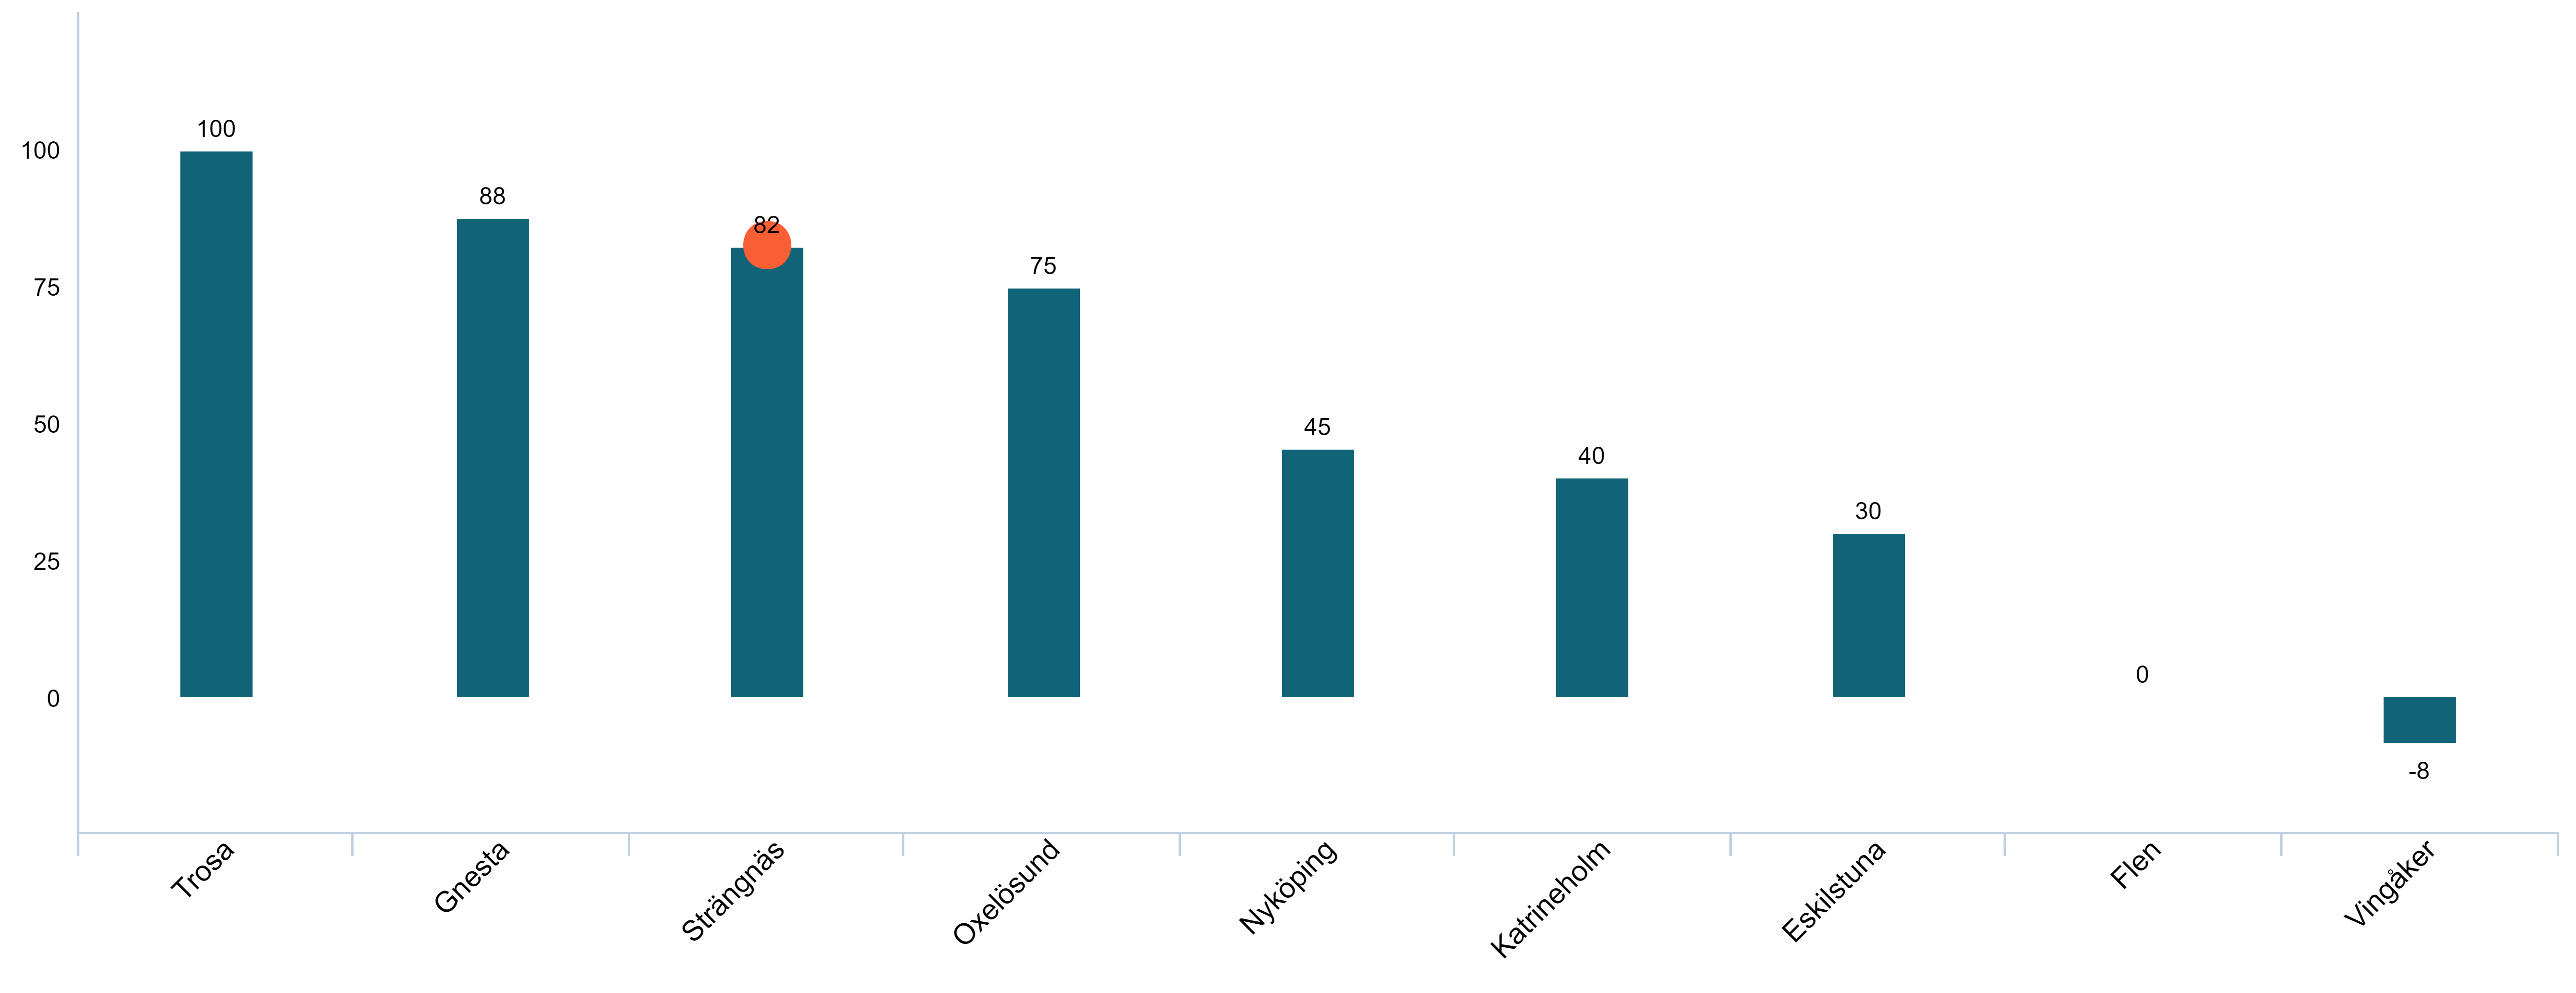 100
75
50
25
0
100
88
82
75
45
40
30
0
-8
Trosa
Gnesta
Strängnäs
Oxelösund
Nyköping
Katrineholm
Eskilstuna
Flen
Vingåker